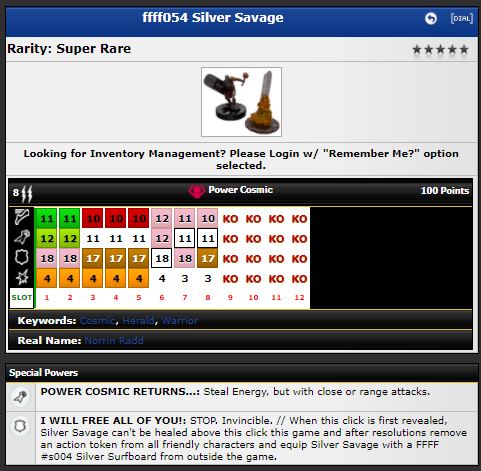 ffff054 Silver Savage
[DIAL]
Rarity: Super Rare
Looking for Inventory Management? Please Login w/ "Remember Me?" option
selected.
8 Power Cosmic 100 Points
11 11 10 10 10 12 11 10 KO KO KO KO
12 12 11 11 11 12 11 11 KO KO KO KO
18 18 17 17 17 18 18 17 KO KO KO KO
4 4 4 4 4 4 3 3 KO KO KO KO
SLOT 1 2 3 4 5 6 7 8 9 10 11 12
Keywords: Cosmic, Herald, Warrior
Real Name: Norrin Radd
Special Powers
POWER COSMIC RETURNS...: Steal Energy, but with close or range attacks.
I WILL FREE ALL OF YOU!: STOP. Invincible. // When this click is first revealed,
Silver Savage can't be healed above this click this game and after resolutions remove
an action token from all friendly characters and equip Silver Savage with a FFFF
#s004 Silver Surfboard from outside the game.